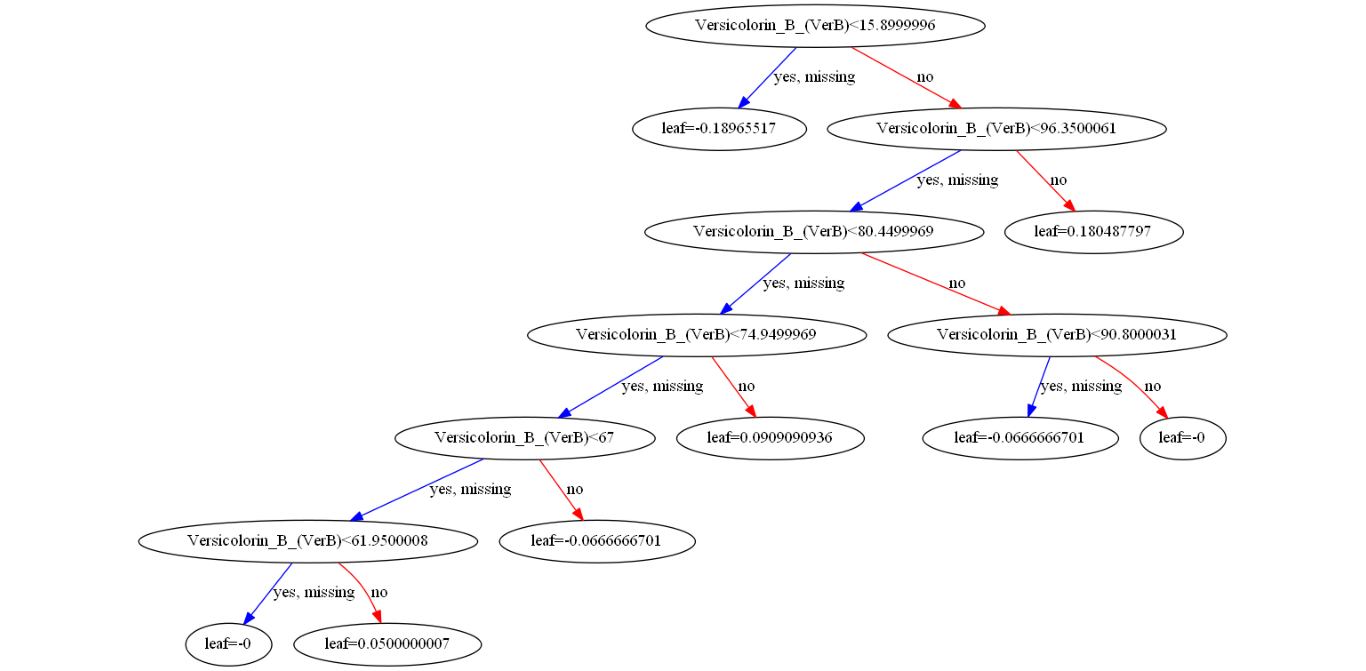 Versicolorin_B_(VerB)<15.8999996
yes, missing
no
leaf=-0.18965517
Versicolorin_B_(VerB)<96.3500061
yes, missing
no
Versicolorin_B_(VerB)<80.4499969
leaf=0.180487797
yes, missing
no
Versicolorin_B_(VerB)<74.9499969
Versicolorin_B_(VerB)<90.8000031
yes, missing
no
yes, missing
no
Versicolorin_B_(VerB)<67
leaf=0.0909090936
leaf=-0.0666666701
leaf=-0
yes, missing
no
Versicolorin_B_(VerB)<61.9500008
leaf=-0.0666666701
yes, missing
no
leaf=-0
leaf=0.0500000007